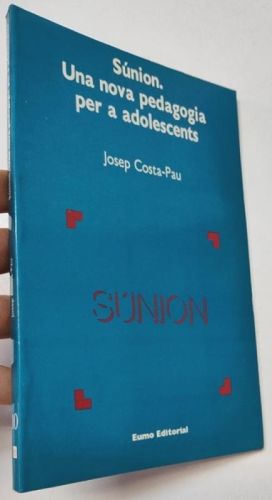 Súnion.
Una nova pedagogia
per a adolescents
Josep Costa-Pau
SÚNION
Eumo Editorial